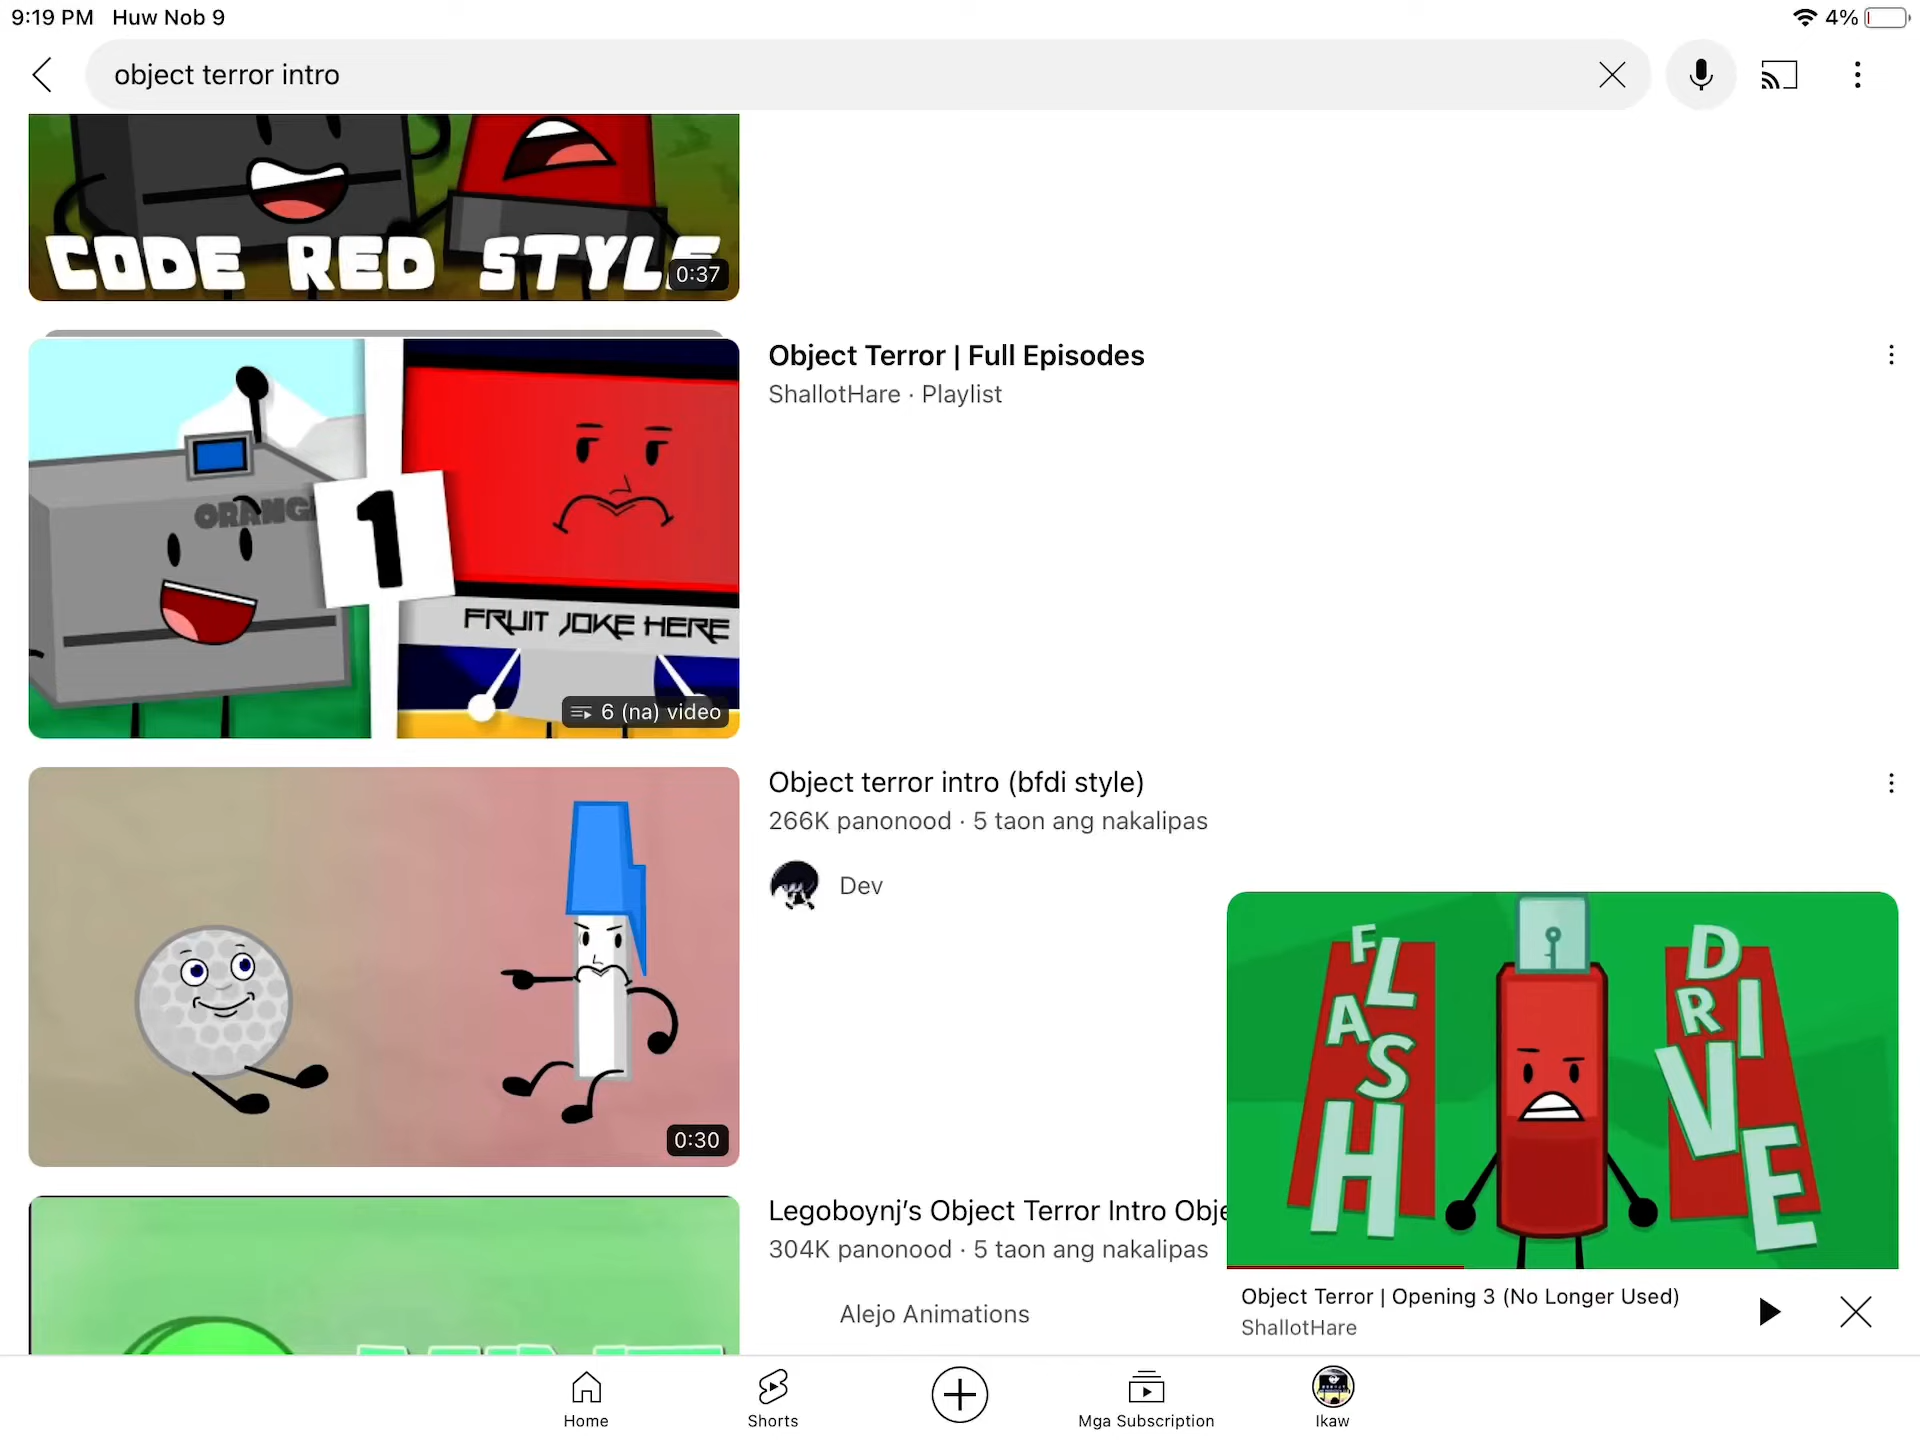 9:19 PM Huw Nob 9
4%
object terror intro
CODE RED STYLE
0:37
ORANG
1
FRUIT JOKE HERE
6 (na) video
Object Terror | Full Episodes
ShallotHare · Playlist
0:30
Object terror intro (bfdi style)
266K panonood · 5 taon ang nakalipas
Dev
Legoboynj’s Object Terror Intro Obje
304K panonood · 5 taon ang nakalipas
Alejo Animations
FLASH DRIVE
Object Terror | Opening 3 (No Longer Used)
ShallotHare
Home
Shorts
Mga Subscription
Ikaw